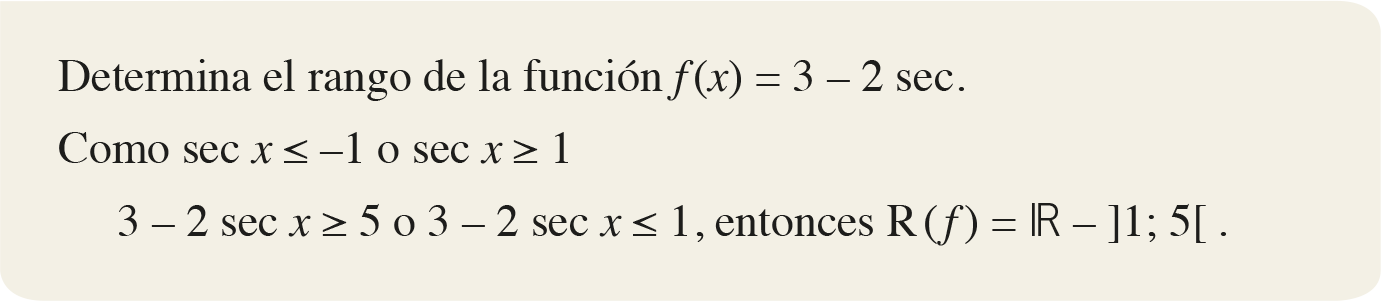 Determina el rango de la función f(x) = 3 – 2 sec.
Como sec x ≤ –1 o sec x ≥ 1
3 – 2 sec x ≥ 5 o 3 – 2 sec x ≤ 1, entonces R(f) = ℝ – ]1; 5[ .